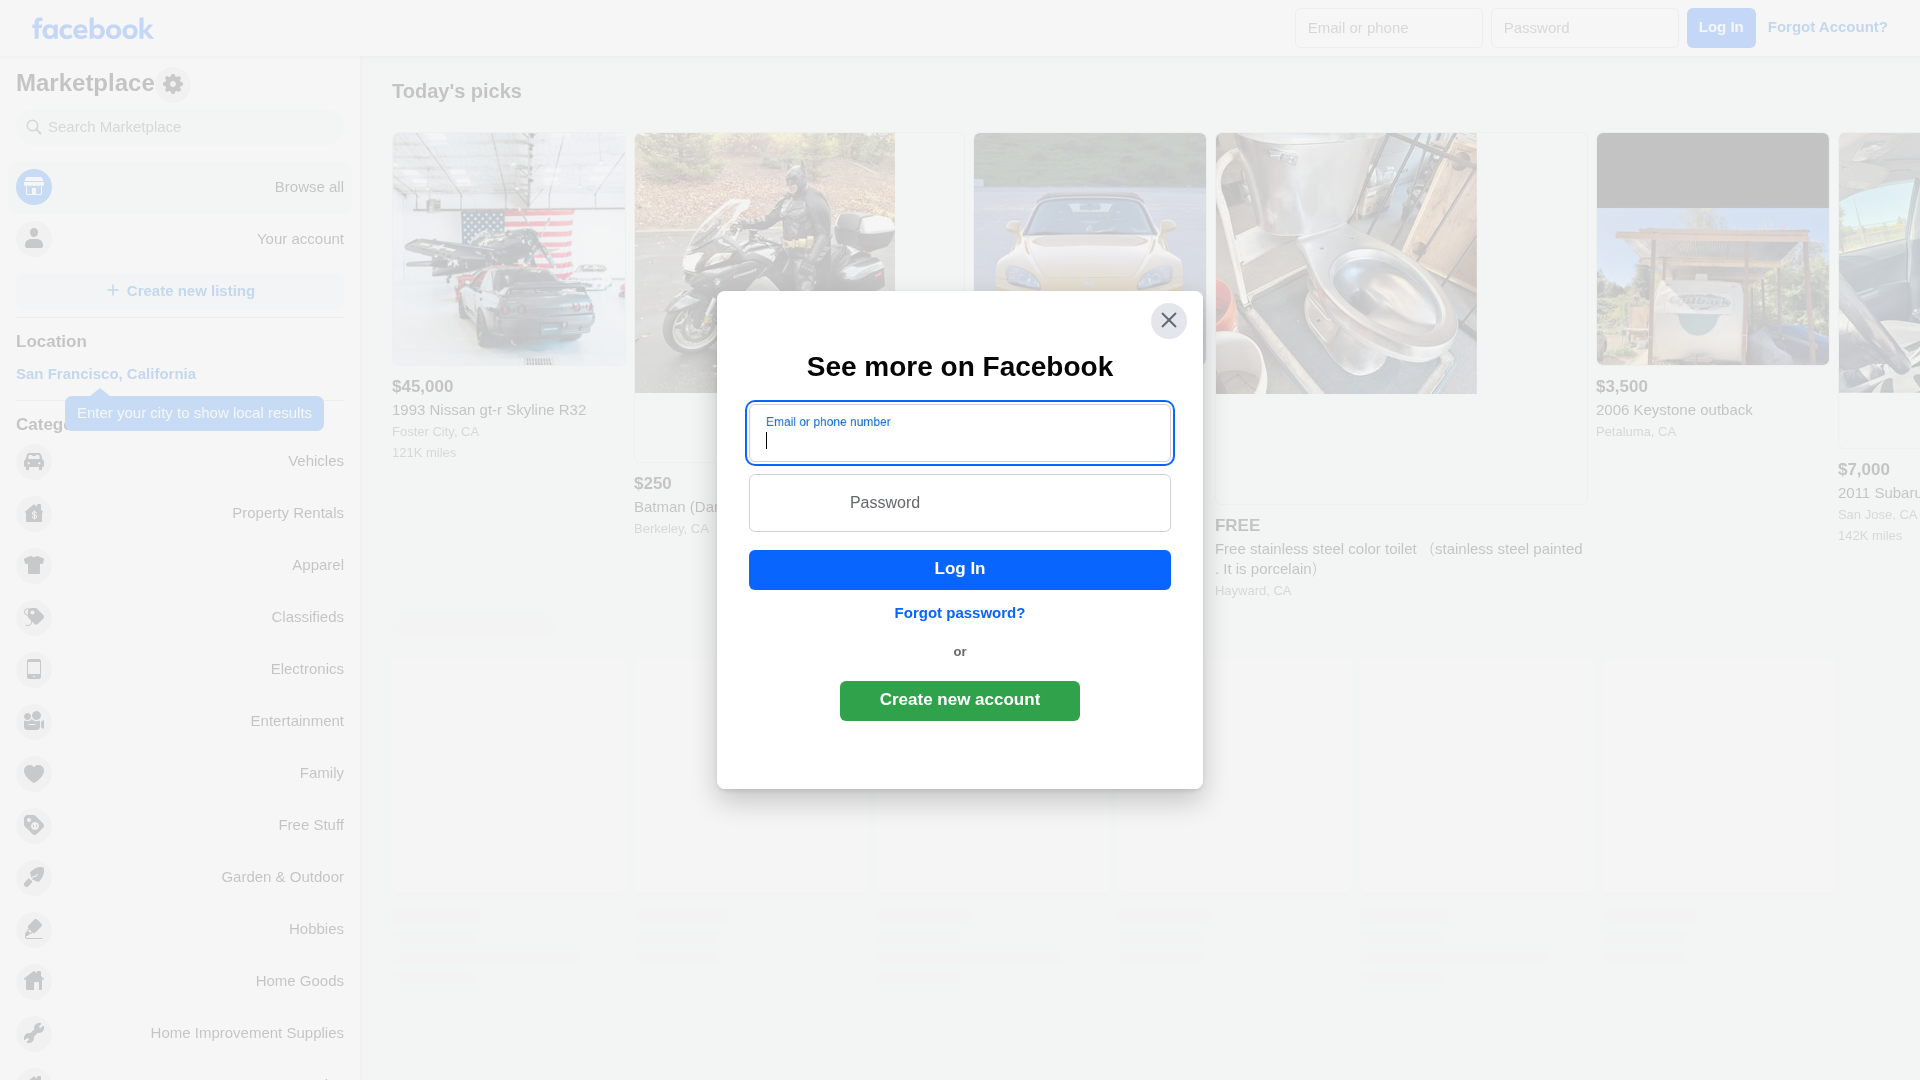 facebook
Email or phone
Password
Log In
Forgot Account?
Marketplace
Search Marketplace
Browse all
Your account
Create new listing
Location
San Francisco, California
Enter your city to show local results
Vehicles
Property Rentals
Apparel
Classifieds
Electronics
Entertainment
Family
Free Stuff
Garden & Outdoor
Hobbies
Home Goods
Home Improvement Supplies
Today's picks
$45,000
1993 Nissan gt-r Skyline R32
Foster City, CA
121K miles
$250
Batman
Berkeley, CA
FREE
Free stainless steel color toilet （stainless steel painted
. It is porcelain）
Hayward, CA
$3,500
2006 Keystone outback
Petaluma, CA
$7,000
2011
San Jose, CA
142K miles
See more on Facebook
Email or phone number
Password
Log In
Forgot password?
or
Create new account